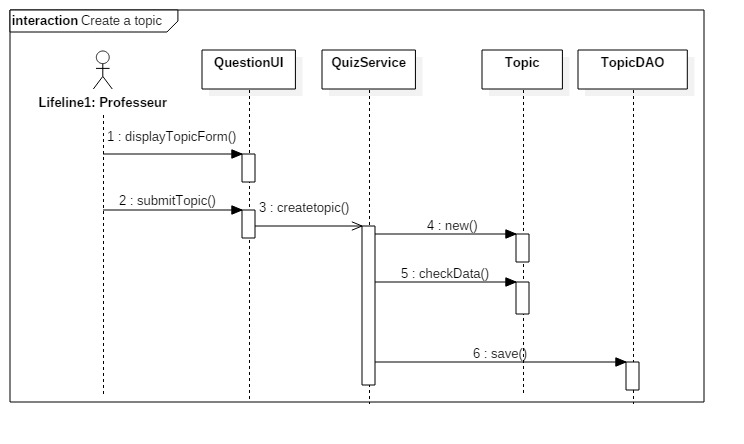 interaction Create a topic
QuestionUI
QuizService
Topic
TopicDAO
Lifeline1: Professeur
1 : displayTopicForm()
2 : submitTopic()
3 : createtopic()
4 : new()
5 : checkData()
6 : save()